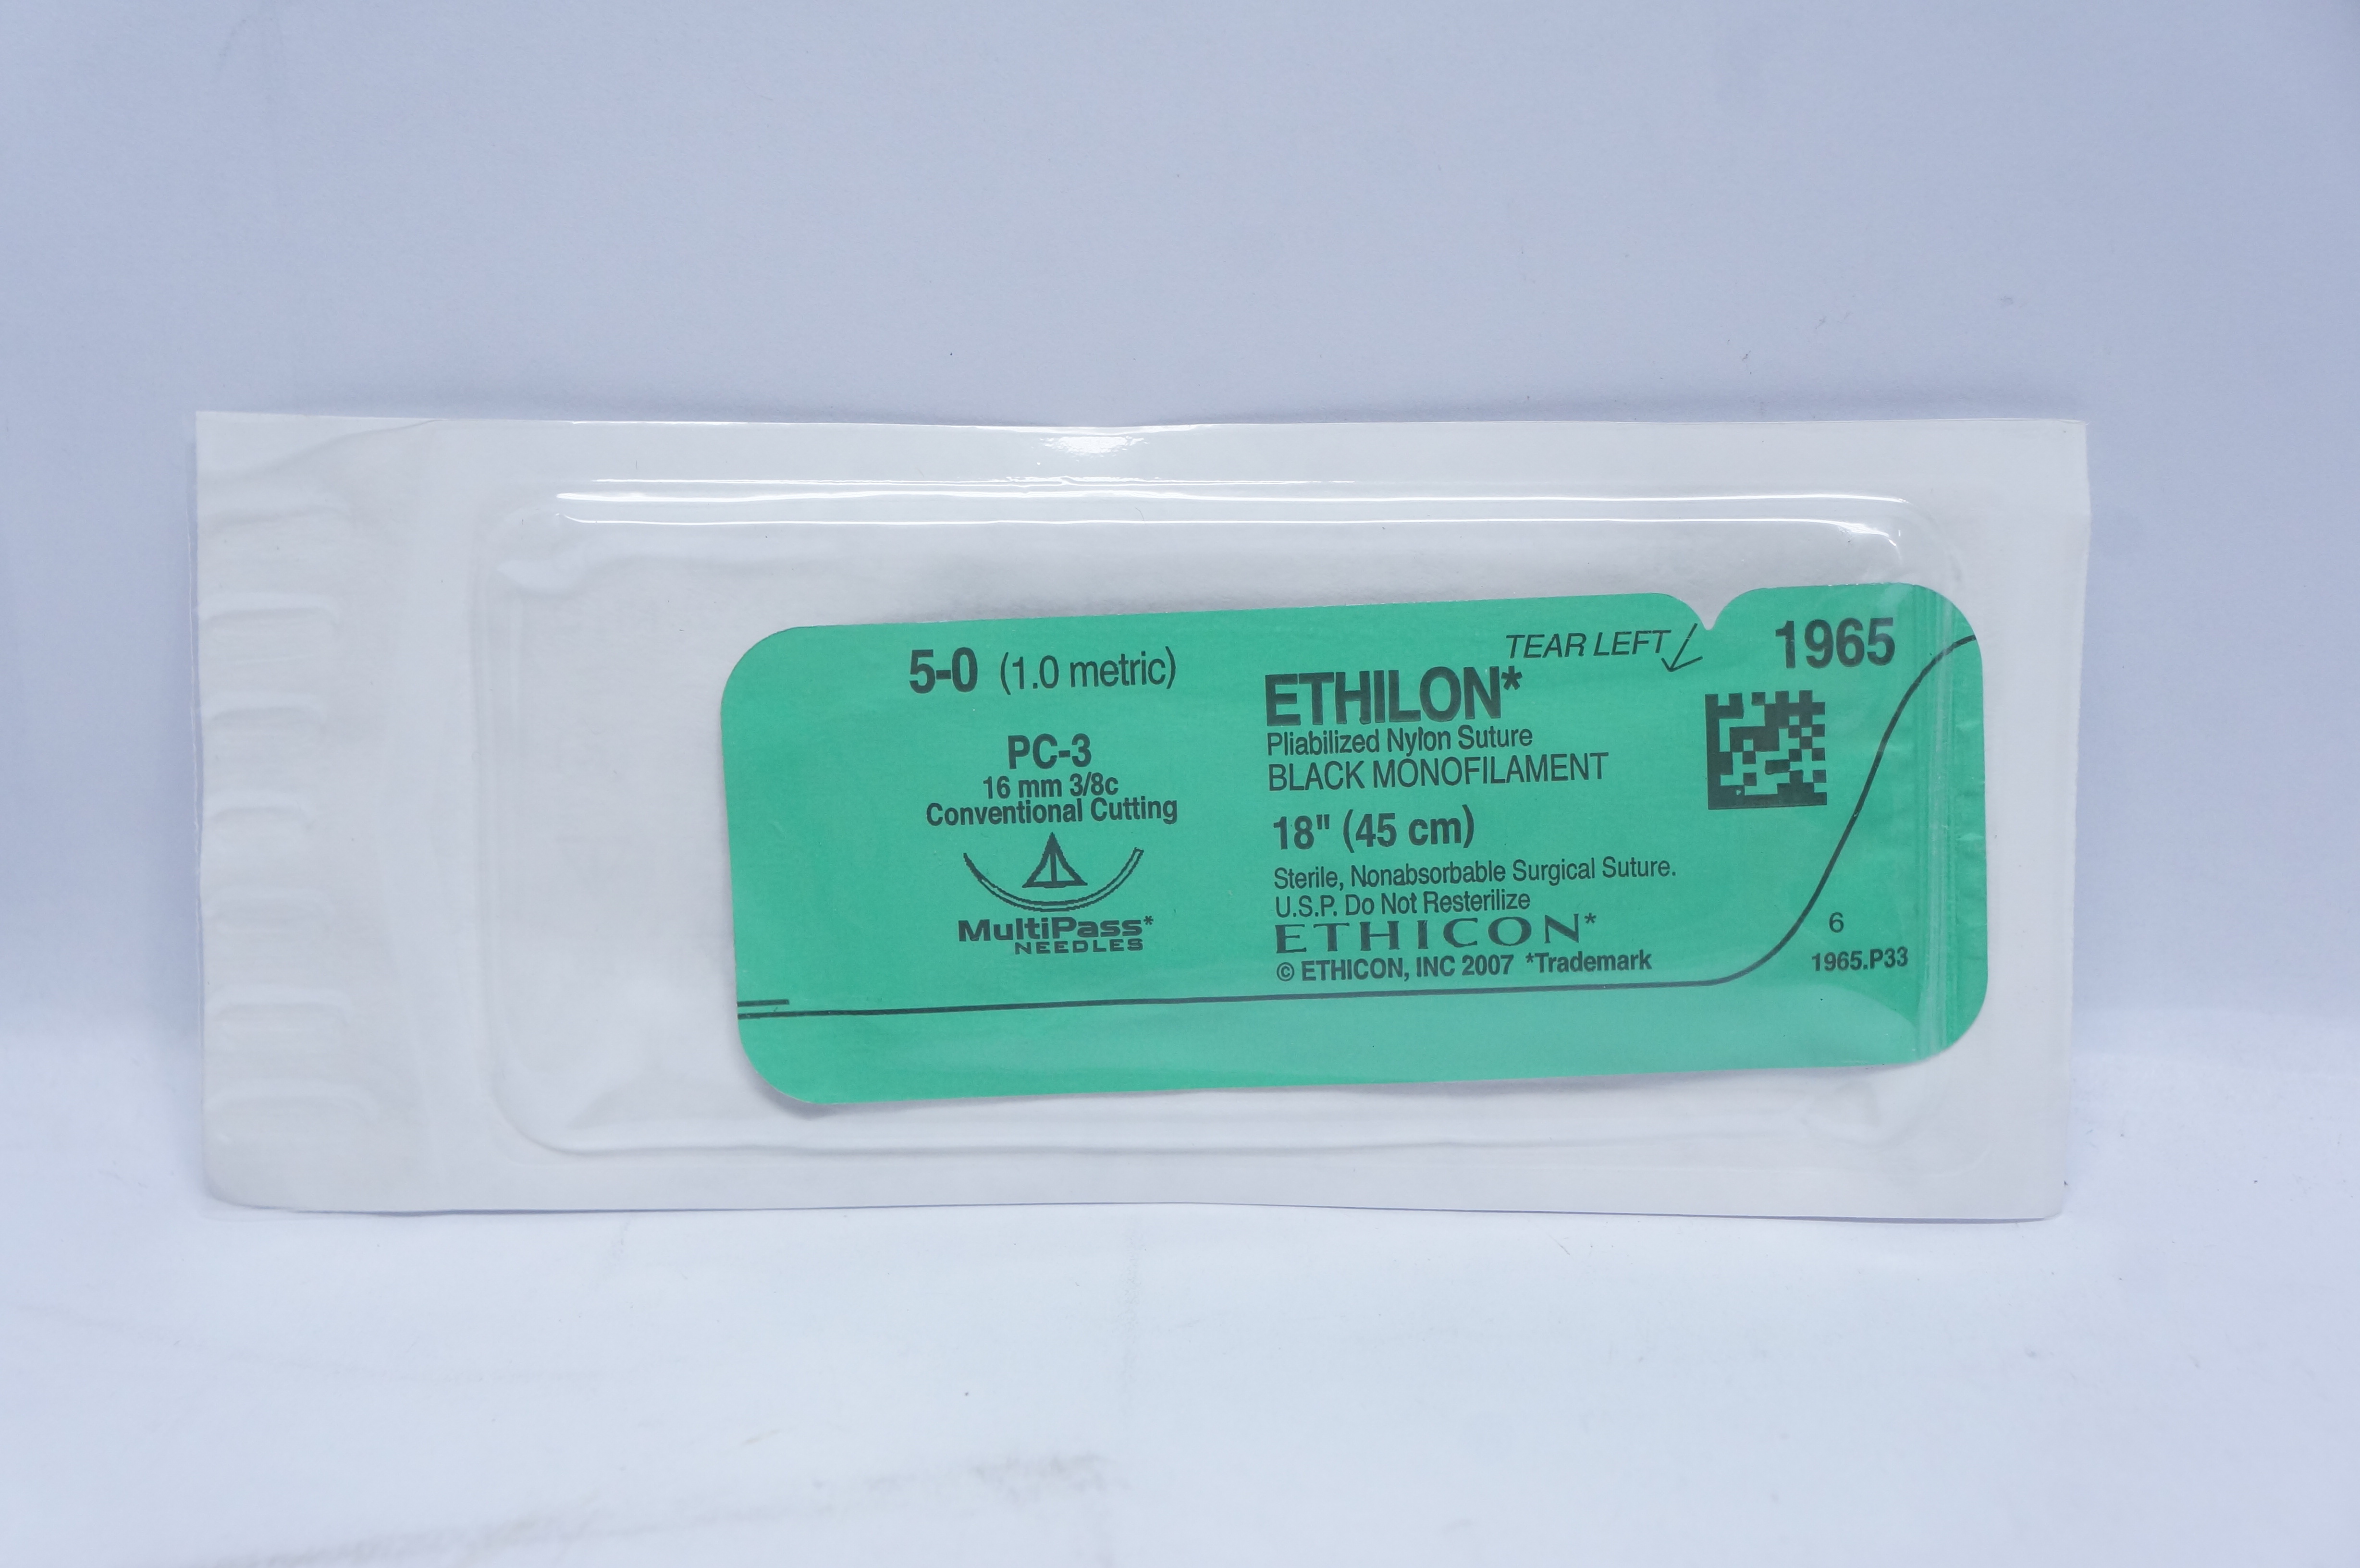 5-0 (1.0 metric)
PC-3
16 mm 3/8c
Conventional Cutting
MultiPass*
NEEDLES
TEAR LEFT
ETHILON*
Pliabilized Nylon Suture
BLACK MONOFILAMENT
18" (45 cm)
Sterile, Nonabsorbable Surgical Suture.
U.S.P. Do Not Resterilize
ETHICON*
© ETHICON, INC 2007 *Trademark
1965
6
1965.P33